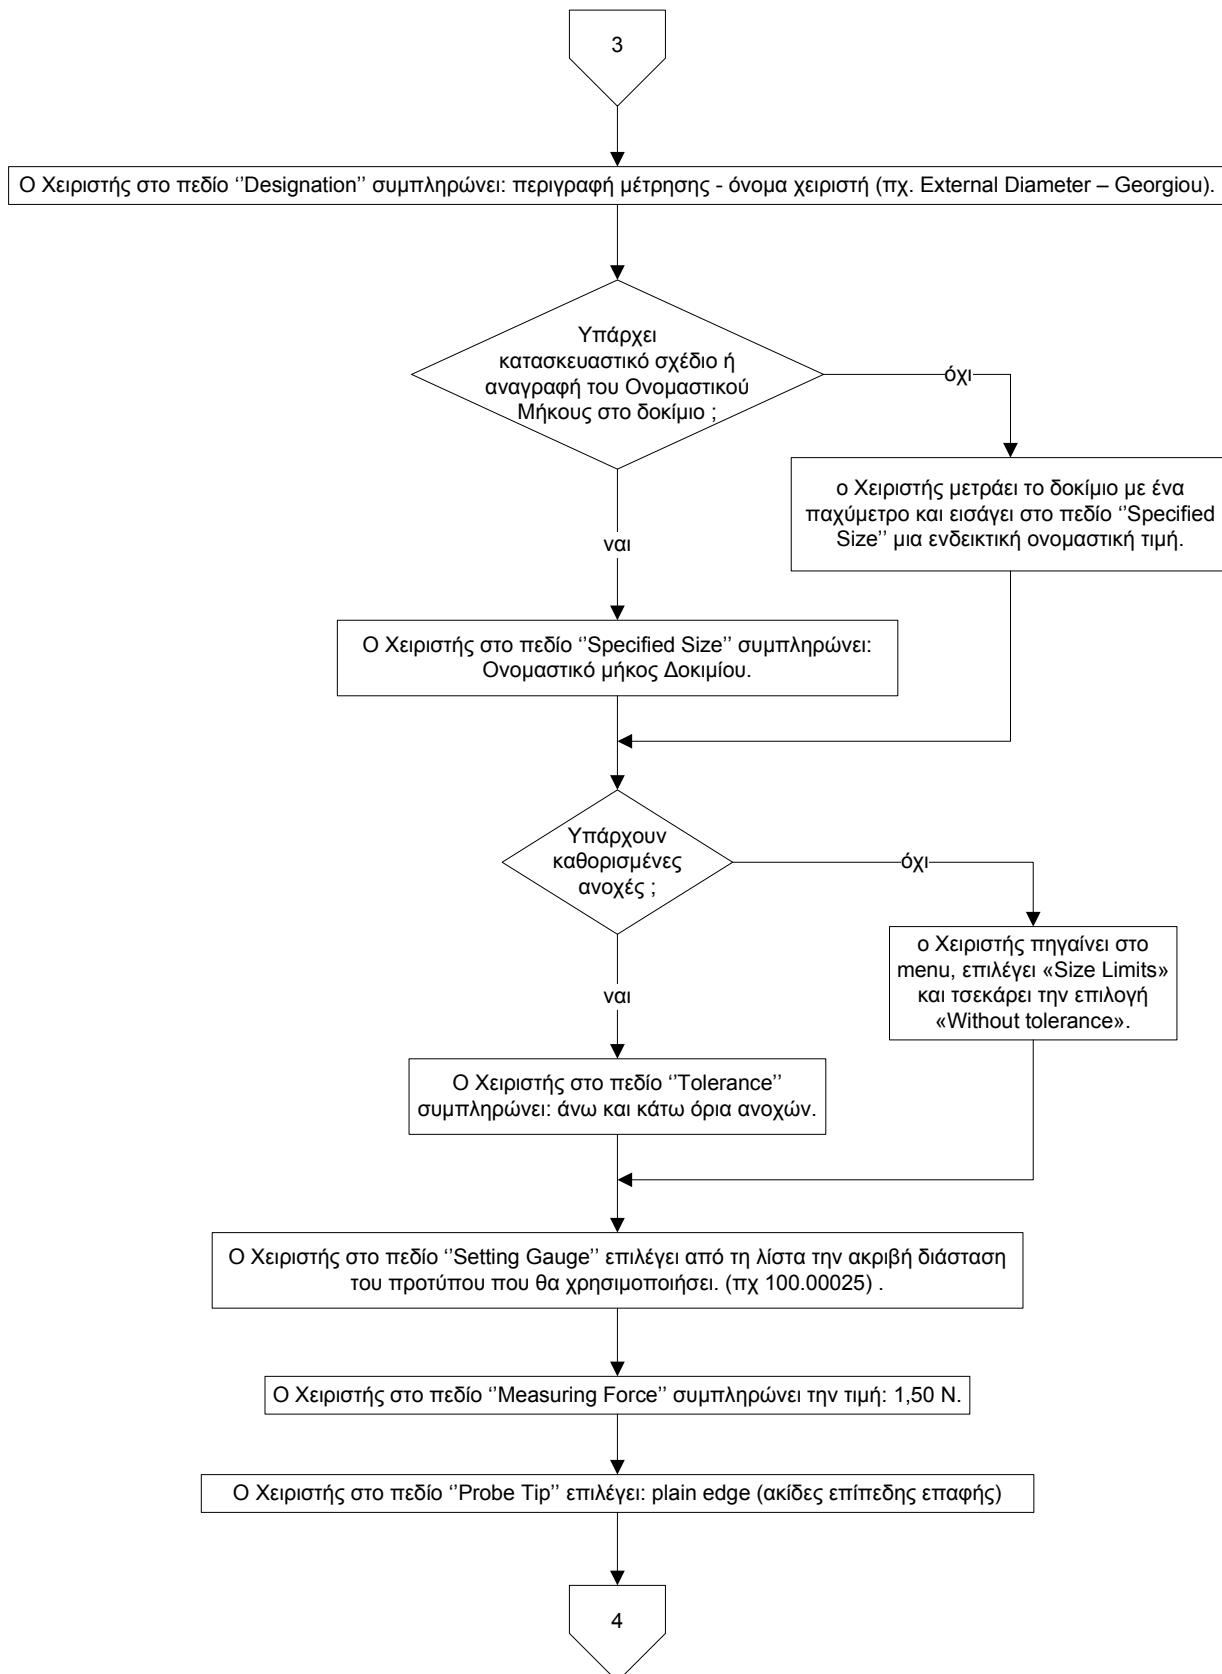 3
Ο Χειριστής στο πεδίο ‘‘Designation’’ συμπληρώνει: περιγραφή μέτρησης - όνομα χειριστή (πχ. External Diameter – Georgiou).
Υπάρχει
κατασκευαστικό σχέδιο ή
αναγραφή του Ονομαστικού
Μήκους στο δοκίμιο ;
όχι
ο Χειριστής μετράει το δοκίμιο με ένα
παχύμετρο και εισάγει στο πεδίο ‘‘Specified
Size’’ μια ενδεικτική ονομαστική τιμή.
ναι
Ο Χειριστής στο πεδίο ‘‘Specified Size’’ συμπληρώνει:
Ονομαστικό μήκος Δοκιμίου.
Υπάρχουν
καθορισμένες
ανοχές ;
όχι
ο Χειριστής πηγαίνει στο
menu, επιλέγει «Size Limits»
και τσεκάρει την επιλογή
«Without tolerance».
ναι
Ο Χειριστής στο πεδίο ‘‘Tolerance’’
συμπληρώνει: άνω και κάτω όρια ανοχών.
Ο Χειριστής στο πεδίο ‘‘Setting Gauge’’ επιλέγει από τη λίστα την ακριβή διάσταση
του προτύπου που θα χρησιμοποιήσει. (πχ 100.00025) .
Ο Χειριστής στο πεδίο ‘‘Measuring Force’’ συμπληρώνει την τιμή: 1,50 N.
Ο Χειριστής στο πεδίο ‘‘Probe Tip’’ επιλέγει: plain edge (ακίδες επίπεδης επαφής)
4